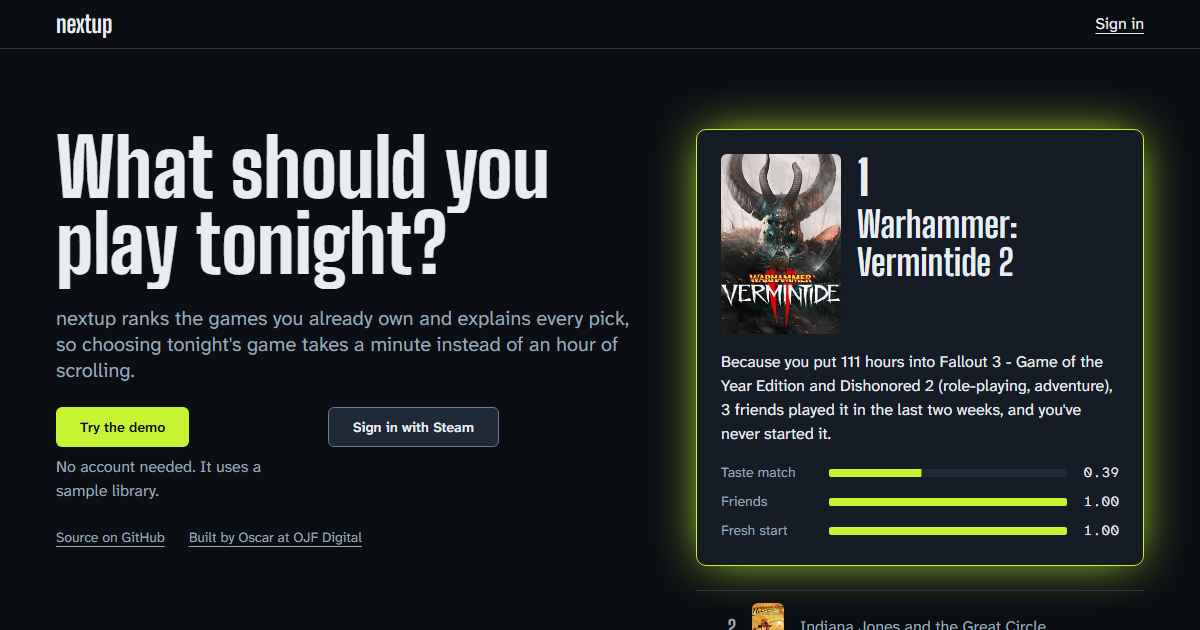 nextup
Sign in
What should you
play tonight?
nextup ranks the games you already own and explains every pick,
so choosing tonight's game takes a minute instead of an hour of
scrolling.
Try the demo
Sign in with Steam
No account needed. It uses a
sample library.
Source on GitHub
Built by Oscar at OJF Digital
WARHAMMER
VERMINTIDE
II
1
Warhammer:
Vermintide 2
Because you put 111 hours into Fallout 3 - Game of the
Year Edition and Dishonored 2 (role-playing, adventure),
3 friends played it in the last two weeks, and you've
never started it.
Taste match 0.39
Friends 1.00
Fresh start 1.00
2
Indiana Jones and the Great Circle